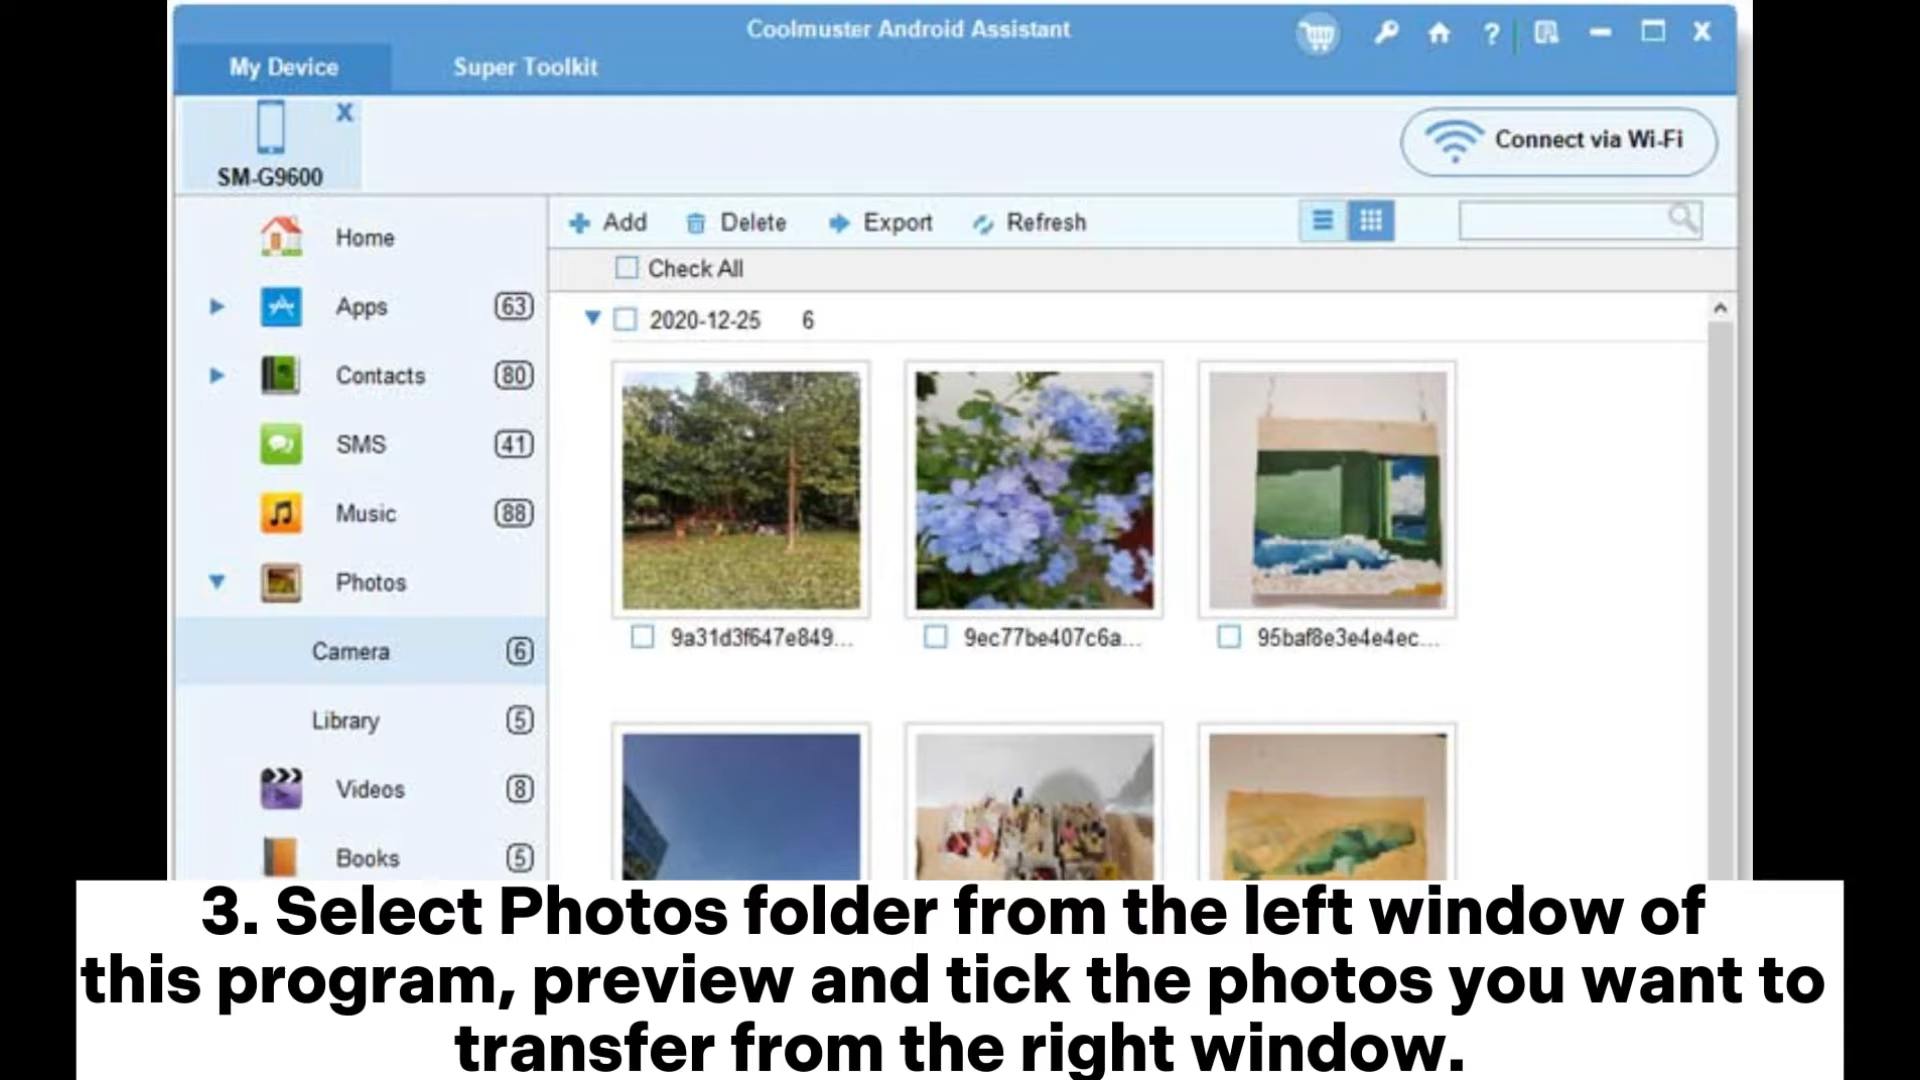 Coolmuster Android Assistant
My Device
Super Toolkit
SM-G9600
Connect via Wi-Fi
Add
Delete
Export
Refresh
Check All
2020-12-25 6
Home
Apps 63
Contacts 80
SMS 41
Music 88
Photos
Camera 6
Library 5
Videos 8
Books 5
9a31d3f647e849...
9ec77be407c6a...
95baf8e3e4e4ec...
3. Select Photos folder from the left window of
this program, preview and tick the photos you want to
transfer from the right window.